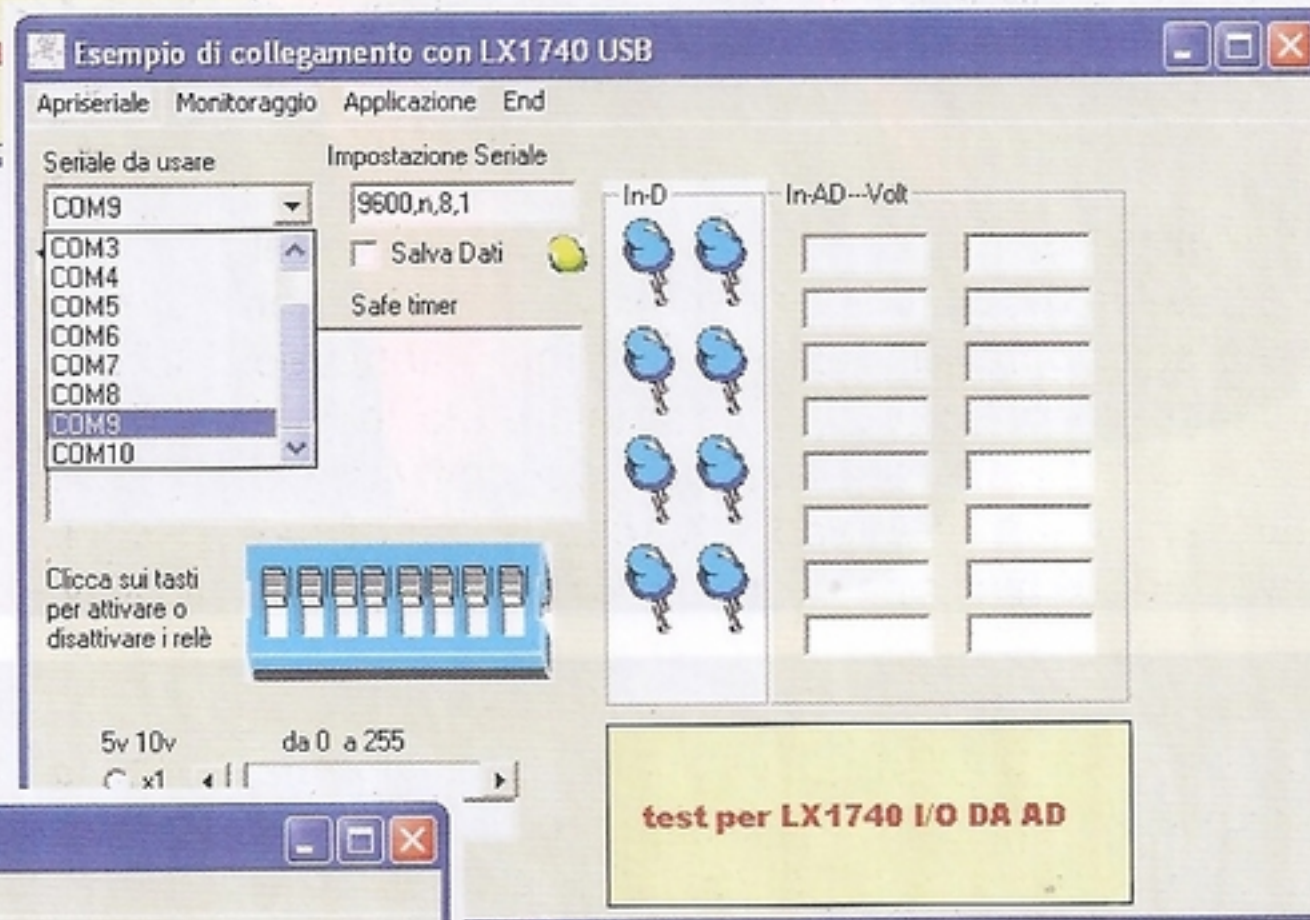 Esempio di collegamento con LX1740 USB
Apriseriale Monitoraggio Applicazione End
Seriale da usare
Impostazione Seriale
COM9
9600,n,8,1
COM3
COM4
COM5
COM6
COM7
COM8
COM9
COM10
Salva Dati
Safe timer
In-D
In-AD---Volt
Clicca sui tasti
per attivare o
disattivare i relè
5v 10v
da 0 a 255
x1
test per LX1740 I/O DA AD